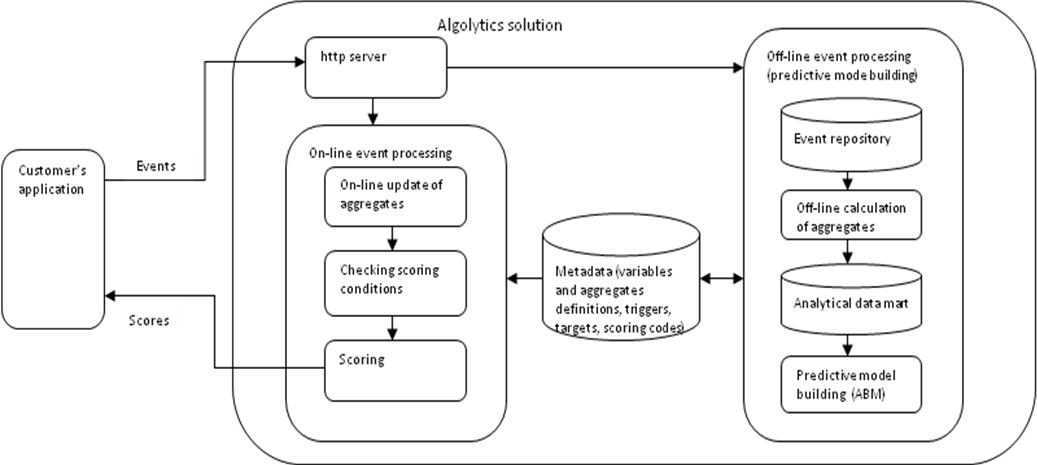 Algolytics solution
http server
Off-line event processing
(predictive mode building)
Event repository
On-line event processing
Customer's
application
Events
On-line update of
aggregates
Off-line calculation
of aggregates
Checking scoring
conditions
Metadata (variables
and aggregates
definitions, triggers,
targets, scoring codes)
Analytical data mart
Scores
Scoring
Predictive model
building (ABM)